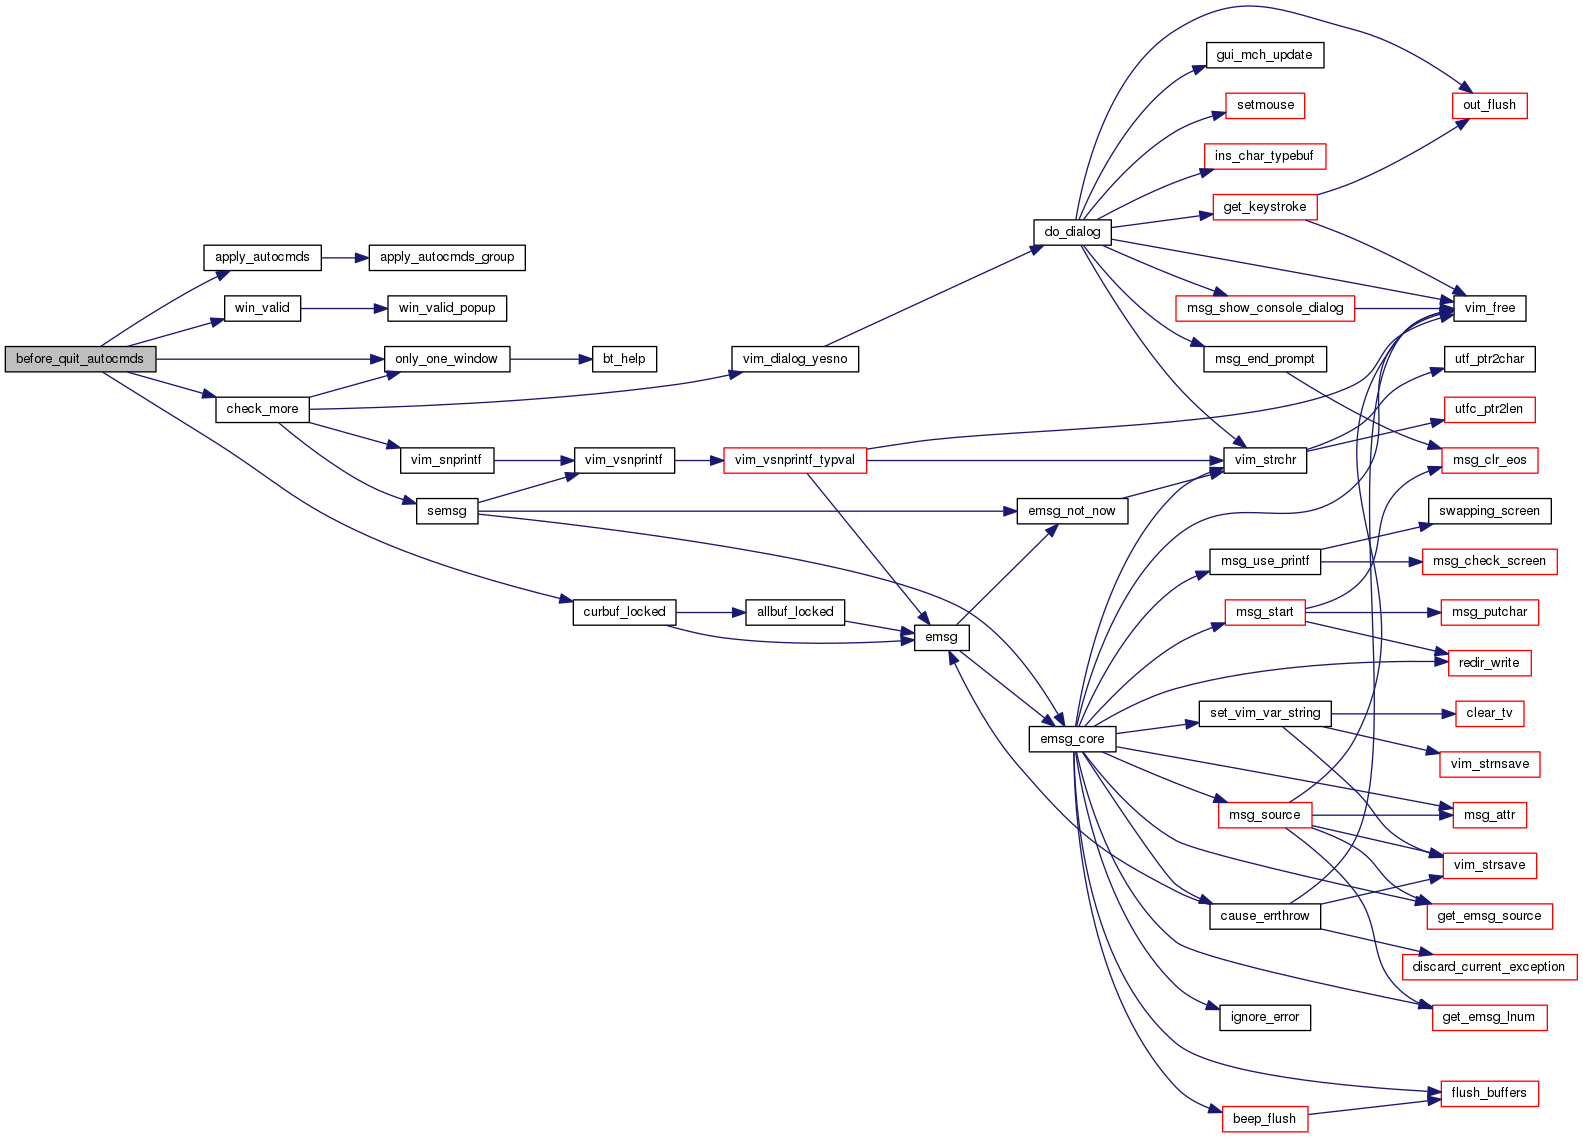 before_quit_autocmds
apply_autocmds
apply_autocmds_group
win_valid
win_valid_popup
only_one_window
bt_help
check_more
vim_dialog_yesno
vim_snprintf
vim_vsnprintf
vim_vsnprintf_typval
semsg
emsg_not_now
curbuf_locked
allbuf_locked
emsg
do_dialog
emsg_core
gui_mch_update
setmouse
ins_char_typebuf
get_keystroke
msg_show_console_dialog
msg_end_prompt
vim_strchr
msg_use_printf
msg_start
set_vim_var_string
msg_source
cause_errthrow
ignore_error
beep_flush
out_flush
vim_free
utf_ptr2char
utfc_ptr2len
msg_clr_eos
swapping_screen
msg_check_screen
msg_putchar
redir_write
clear_tv
vim_strnsave
msg_attr
vim_strsave
get_emsg_source
discard_current_exception
get_emsg_lnum
flush_buffers